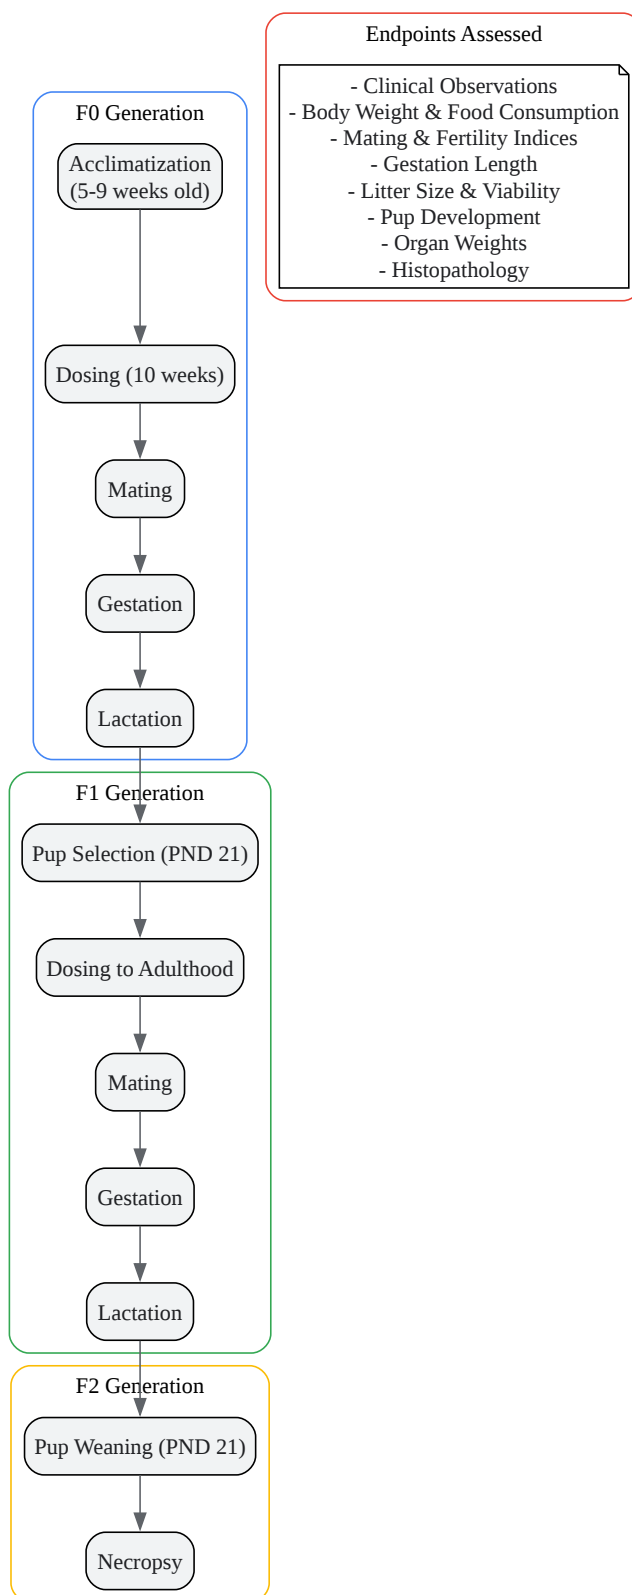 Endpoints Assessed
- Clinical Observations
- Body Weight & Food Consumption
- Mating & Fertility Indices
- Gestation Length
- Litter Size & Viability
- Pup Development
- Organ Weights
- Histopathology
F0 Generation
Acclimatization
(5-9 weeks old)
Dosing (10 weeks)
Mating
Gestation
Lactation
F1 Generation
Pup Selection (PND 21)
Dosing to Adulthood
Mating
Gestation
Lactation
F2 Generation
Pup Weaning (PND 21)
Necropsy